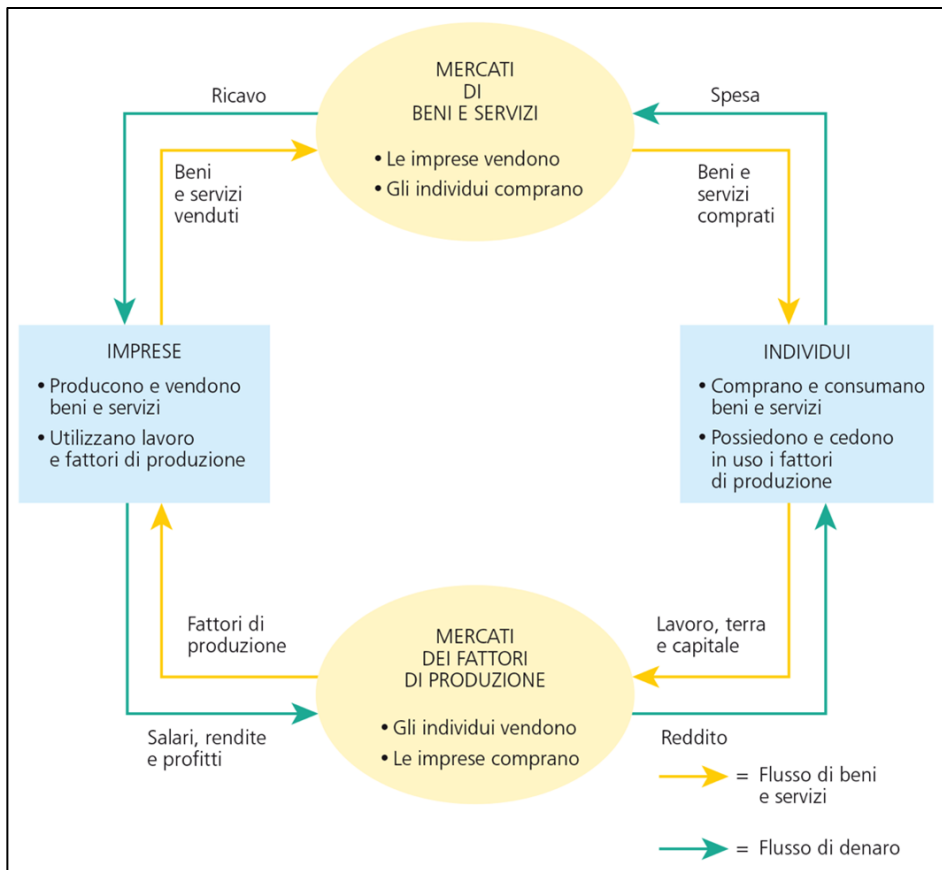 MERCATI
DI
BENI E SERVIZI
• Le imprese vendono
• Gli individui comprano
Ricavo
Spesa
Beni
e servizi
venduti
Beni e
servizi
comprati
IMPRESE
• Producono e vendono
beni e servizi
• Utilizzano lavoro
e fattori di produzione
INDIVIDUI
• Comprano e consumano
beni e servizi
• Possiedono e cedono
in uso i fattori
di produzione
Fattori di
produzione
Lavoro, terra
e capitale
MERCATI
DEI FATTORI
DI PRODUZIONE
• Gli individui vendono
• Le imprese comprano
Salari, rendite
e profitti
Reddito
= Flusso di beni
e servizi
= Flusso di denaro